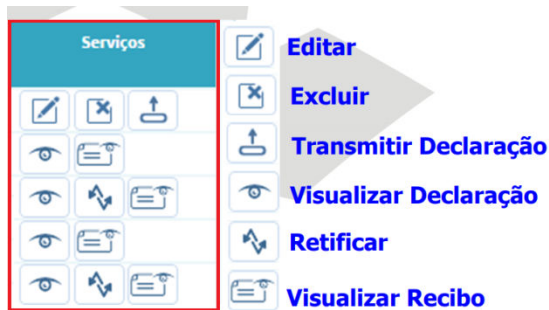 Serviços
Editar
Excluir
Transmitir Declaração
Visualizar Declaração
Retificar
Visualizar Recibo